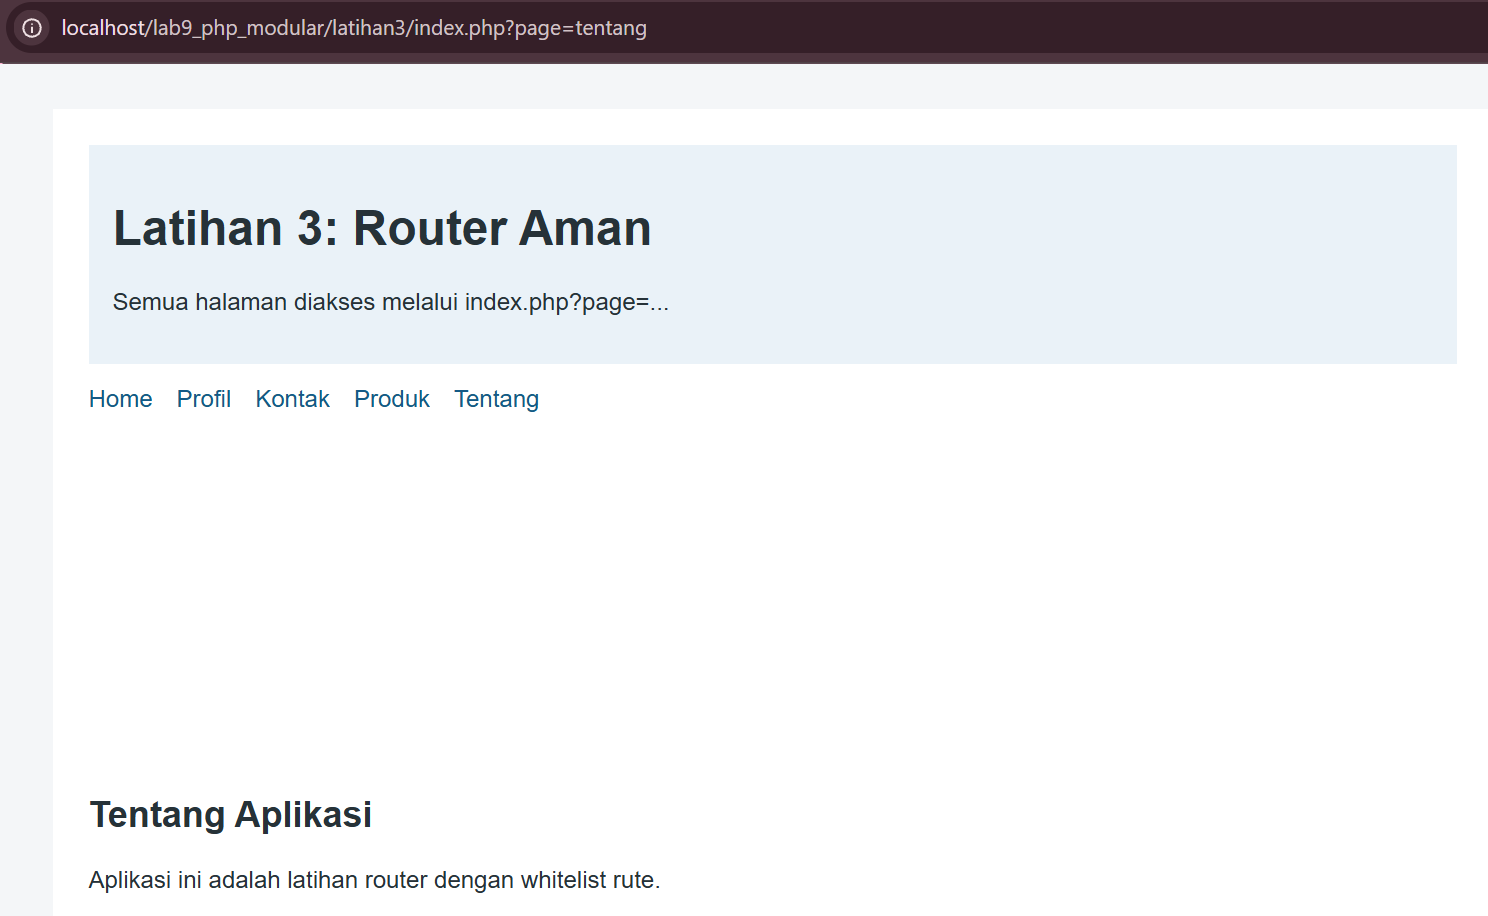 localhost/lab9_php_modular/latihan3/index.php?page=tentang
Latihan 3: Router Aman
Semua halaman diakses melalui index.php?page=...
Home Profil Kontak Produk Tentang
Tentang Aplikasi
Aplikasi ini adalah latihan router dengan whitelist rute.